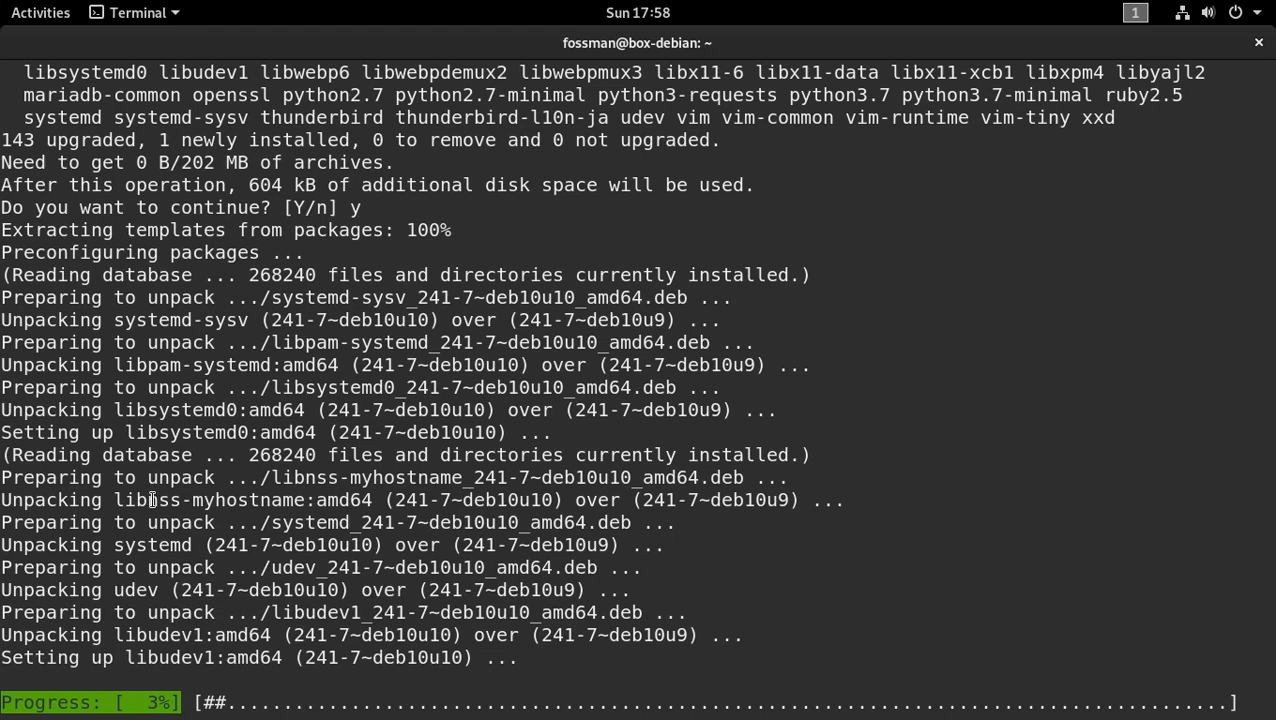 Activities Terminal Sun 17:58 1
fossman@box-debian: ~ ×
libsystemd0 libudev1 libwebp6 libwebpdemux2 libwebpmux3 libx11-6 libx11-data libx11-xcb1 libxpm4 libyajl2
mariadb-common openssl python2.7 python2.7-minimal python3-requests python3.7 python3.7-minimal ruby2.5
systemd systemd-sysv thunderbird thunderbird-l10n-ja udev vim vim-common vim-runtime vim-tiny xxd
143 upgraded, 1 newly installed, 0 to remove and 0 not upgraded.
Need to get 0 B/202 MB of archives.
After this operation, 604 kB of additional disk space will be used.
Do you want to continue? [Y/n] y
Extracting templates from packages: 100%
Preconfiguring packages ...
(Reading database ... 268240 files and directories currently installed.)
Preparing to unpack .../systemd-sysv_241-7~deb10u10_amd64.deb ...
Unpacking systemd-sysv (241-7~deb10u10) over (241-7~deb10u9) ...
Preparing to unpack .../libpam-systemd_241-7~deb10u10_amd64.deb ...
Unpacking libpam-systemd:amd64 (241-7~deb10u10) over (241-7~deb10u9) ...
Preparing to unpack .../libsystemd0_241-7~deb10u10_amd64.deb ...
Unpacking libsystemd0:amd64 (241-7~deb10u10) over (241-7~deb10u9) ...
Setting up libsystemd0:amd64 (241-7~deb10u10) ...
(Reading database ... 268240 files and directories currently installed.)
Preparing to unpack .../libnss-myhostname_241-7~deb10u10_amd64.deb ...
Unpacking libnss-myhostname:amd64 (241-7~deb10u10) over (241-7~deb10u9) ...
Preparing to unpack .../systemd_241-7~deb10u10_amd64.deb ...
Unpacking systemd (241-7~deb10u10) over (241-7~deb10u9) ...
Preparing to unpack .../udev_241-7~deb10u10_amd64.deb ...
Unpacking udev (241-7~deb10u10) over (241-7~deb10u9) ...
Preparing to unpack .../libudev1_241-7~deb10u10_amd64.deb ...
Unpacking libudev1:amd64 (241-7~deb10u10) over (241-7~deb10u9) ...
Setting up libudev1:amd64 (241-7~deb10u10) ...
Progress: [  3%] [##.........................................................................................]